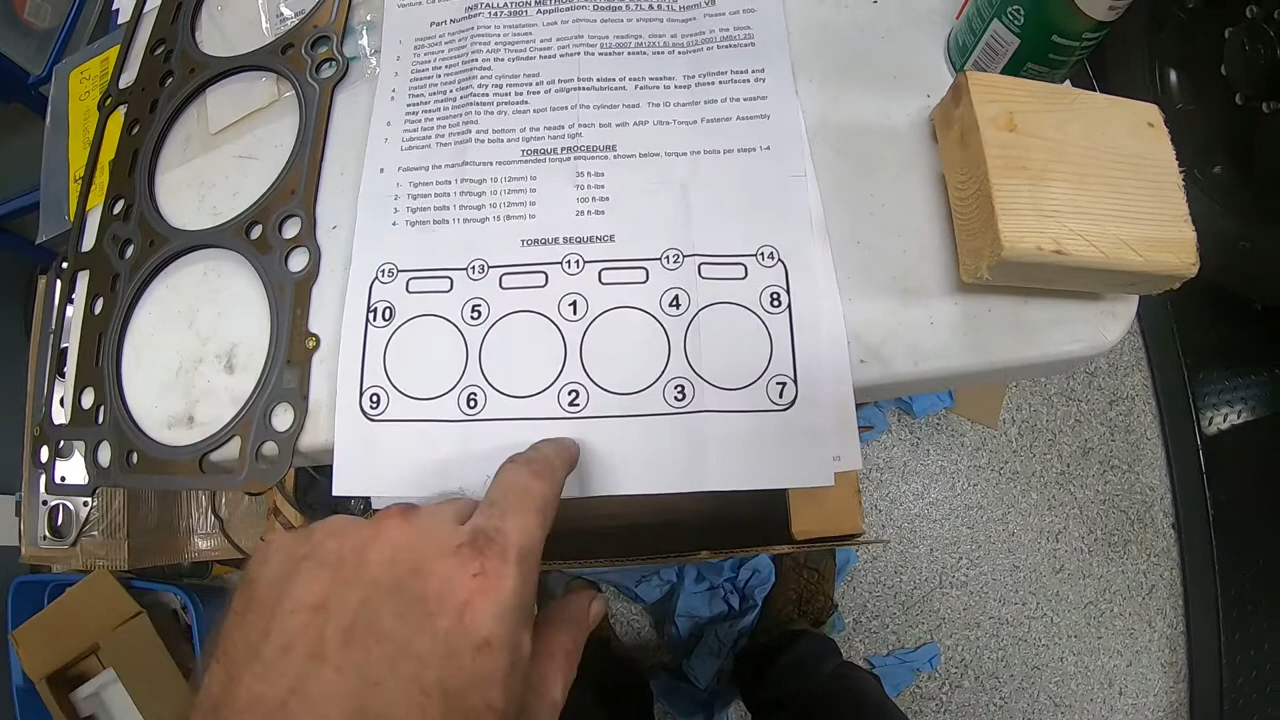 INSTALLATION METHOD
Part Number: 147-3901 Application: Dodge 5.7L & 6.1L Hemi V8
1. Inspect all hardware prior to installation. Look for obvious defects or shipping damages. Please call 800-
826-3045 with any questions or issues.
2. To ensure proper thread engagement and accurate torque readings, clean all threads in the block.
Chase if necessary with ARP Thread Chaser, part number 912-0007 (M12X1.5) and 912-0001 (M8x1.25)
3. Clean the spot faces on the cylinder head where the washer seats, use of solvent or brake/carb
cleaner is recommended.
4. Install the head gasket and cylinder head.
5. Then, using a clean, dry rag remove all oil from both sides of each washer. The cylinder head and
washer mating surfaces must be free of oil/grease/lubricant. Failure to keep these surfaces dry
may result in inconsistent preloads.
6. Place the washers on to the dry, clean spot faces of the cylinder head. The ID chamfer side of the washer
must face the bolt head.
7. Lubricate the threads and bottom of the heads of each bolt with ARP Ultra-Torque Fastener Assembly
Lubricant. Then install the bolts and tighten hand tight.
TORQUE PROCEDURE
8 Following the manufacturers recommended torque sequence, shown below, torque the bolts per steps 1-4
1- Tighten bolts 1 through 10 (12mm) to 35 ft-lbs
2- Tighten bolts 1 through 10 (12mm) to 70 ft-lbs
3- Tighten bolts 1 through 10 (12mm) to 100 ft-lbs
4- Tighten bolts 11 through 15 (8mm) to 28 ft-lbs
TORQUE SEQUENCE
15 13 11 12 14
10 5 1 4 8
9 6 2 3 7
1/3
G-21